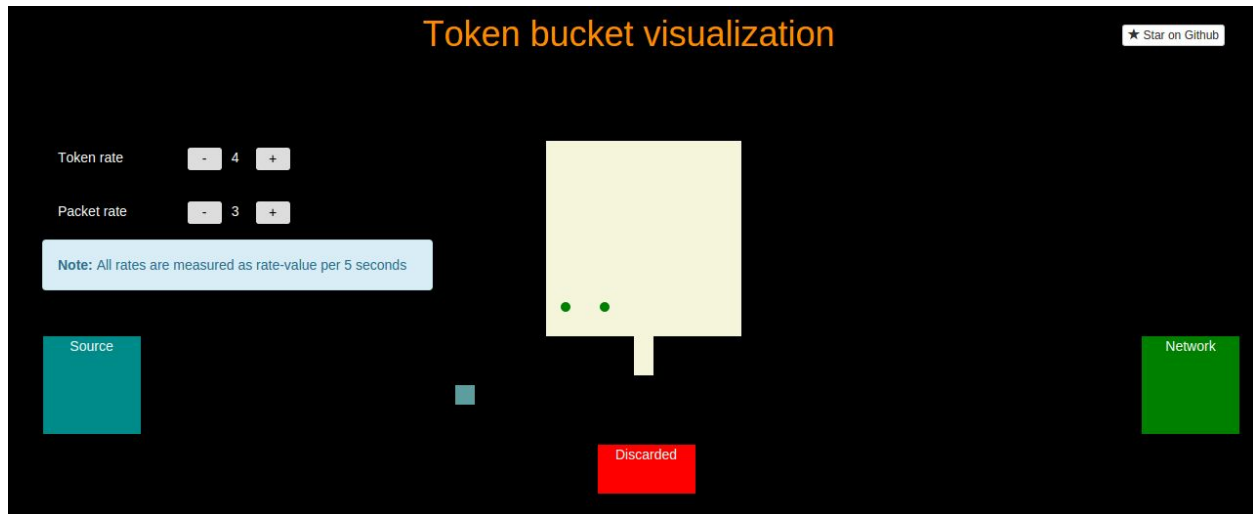 Token bucket visualization
★ Star on Github
Token rate - 4 +
Packet rate - 3 +
Note: All rates are measured as rate-value per 5 seconds
Source
Network
Discarded